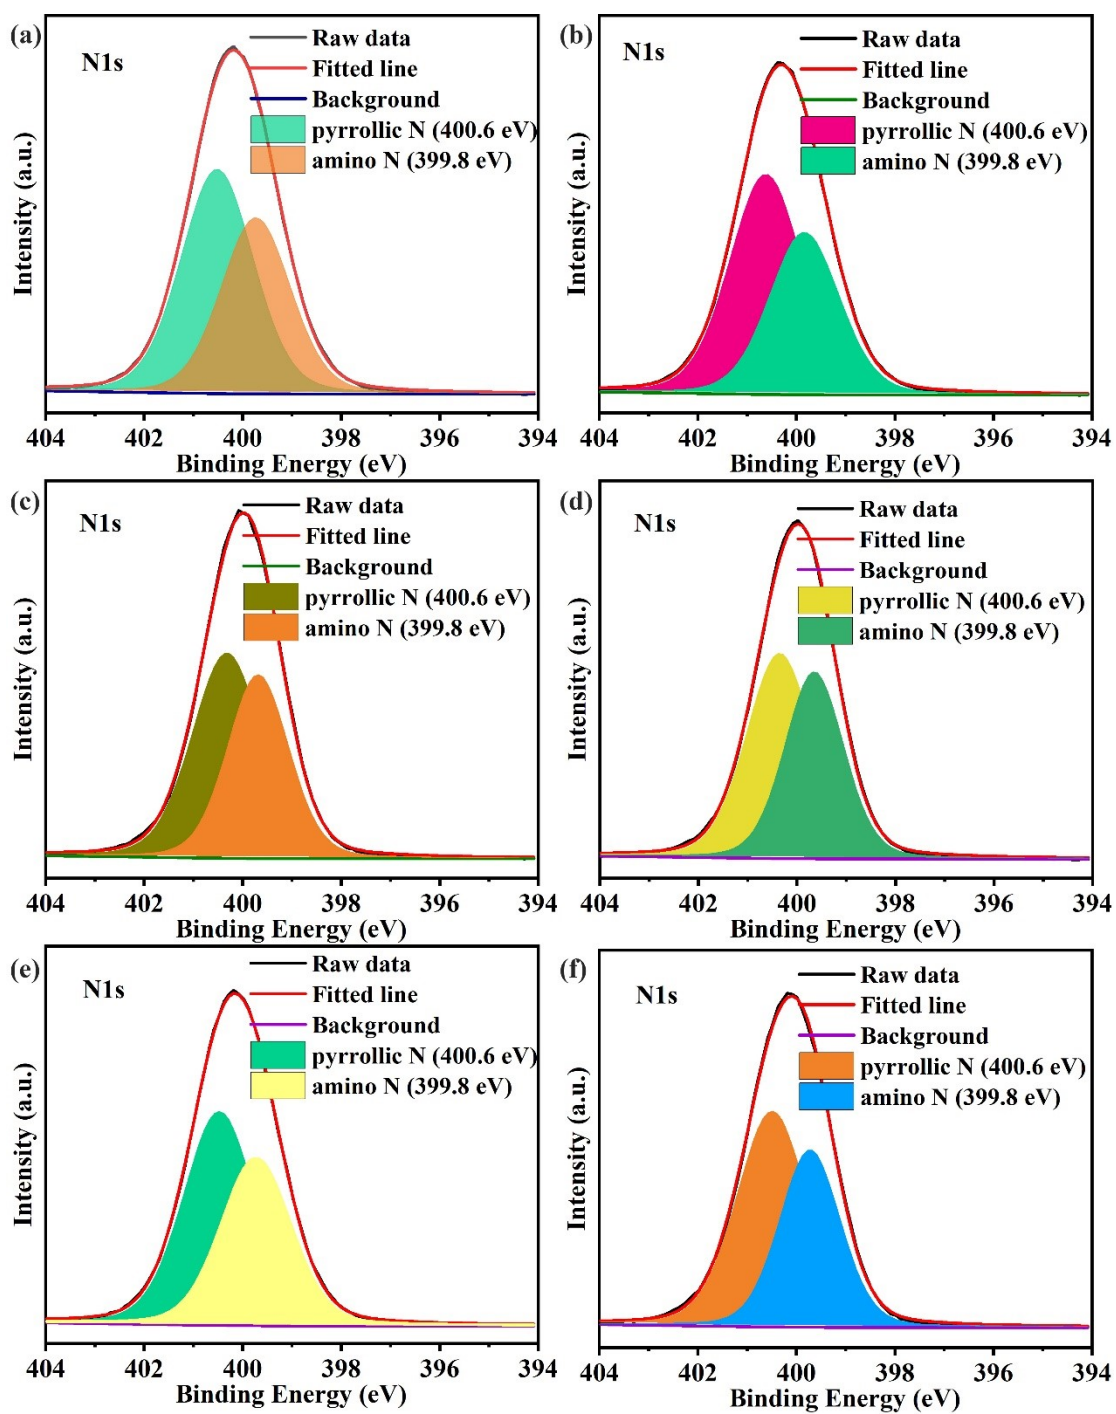 (a)
N1s
Raw data
Fitted line
Background
pyrrollic N (400.6 eV)
amino N (399.8 eV)
Intensity (a.u.)
404 402 400 398 396 394
Binding Energy (eV)
(b)
N1s
Raw data
Fitted line
Background
pyrrollic N (400.6 eV)
amino N (399.8 eV)
Intensity (a.u.)
404 402 400 398 396 394
Binding Energy (eV)
(c)
N1s
Raw data
Fitted line
Background
pyrrollic N (400.6 eV)
amino N (399.8 eV)
Intensity (a.u.)
404 402 400 398 396 394
Binding Energy (eV)
(d)
N1s
Raw data
Fitted line
Background
pyrrollic N (400.6 eV)
amino N (399.8 eV)
Intensity (a.u.)
404 402 400 398 396 394
Binding Energy (eV)
(e)
N1s
Raw data
Fitted line
Background
pyrrollic N (400.6 eV)
amino N (399.8 eV)
Intensity (a.u.)
404 402 400 398 396 394
Binding Energy (eV)
(f)
N1s
Raw data
Fitted line
Background
pyrrollic N (400.6 eV)
amino N (399.8 eV)
Intensity (a.u.)
404 402 400 398 396 394
Binding Energy (eV)